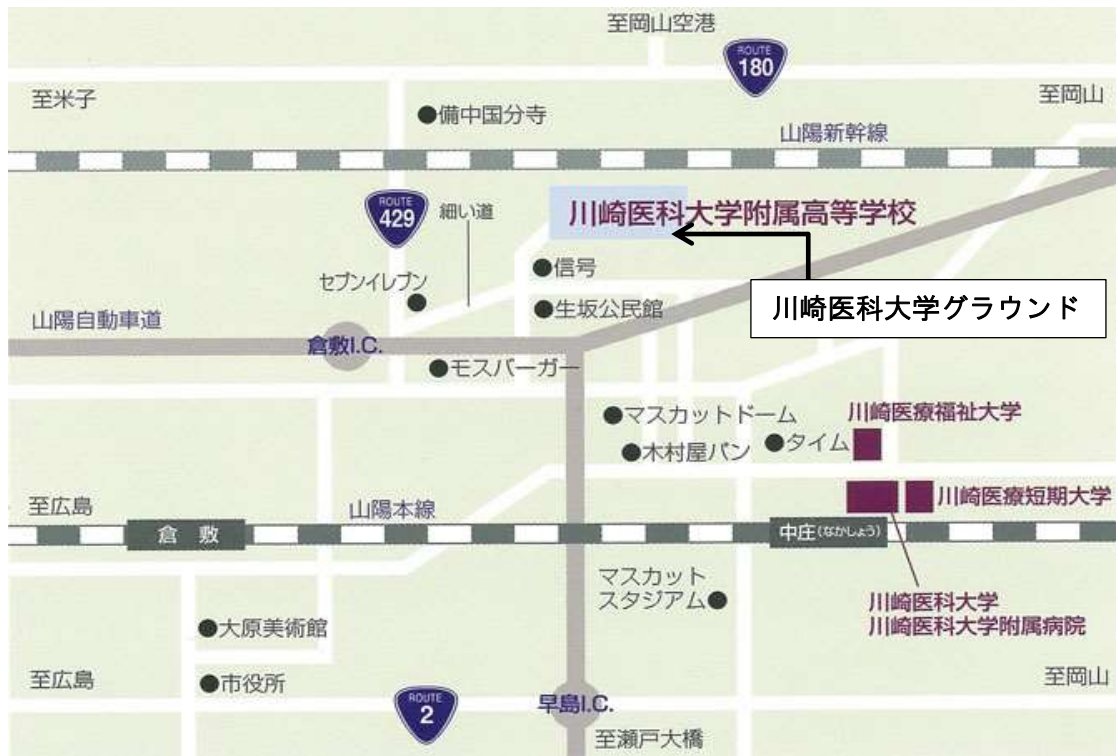 至岡山空港
ROUTE
180
至米子
至岡山
●備中国分寺
山陽新幹線
ROUTE
429
細い道
川崎医科大学附属高等学校
●信号
セブンイレブン
●生坂公民館
川崎医科大学グラウンド
山陽自動車道
倉敷I.C.
●モスバーガー
●マスカットドーム
川崎医療福祉大学
●木村屋パン
●タイム
至広島
山陽本線
川崎医療短期大学
倉敷
中庄(なかしょう)
マスカット
スタジアム●
川崎医科大学
川崎医科大学附属病院
●大原美術館
至広島
●市役所
至岡山
ROUTE
2
早島I.C.
至瀬戸大橋